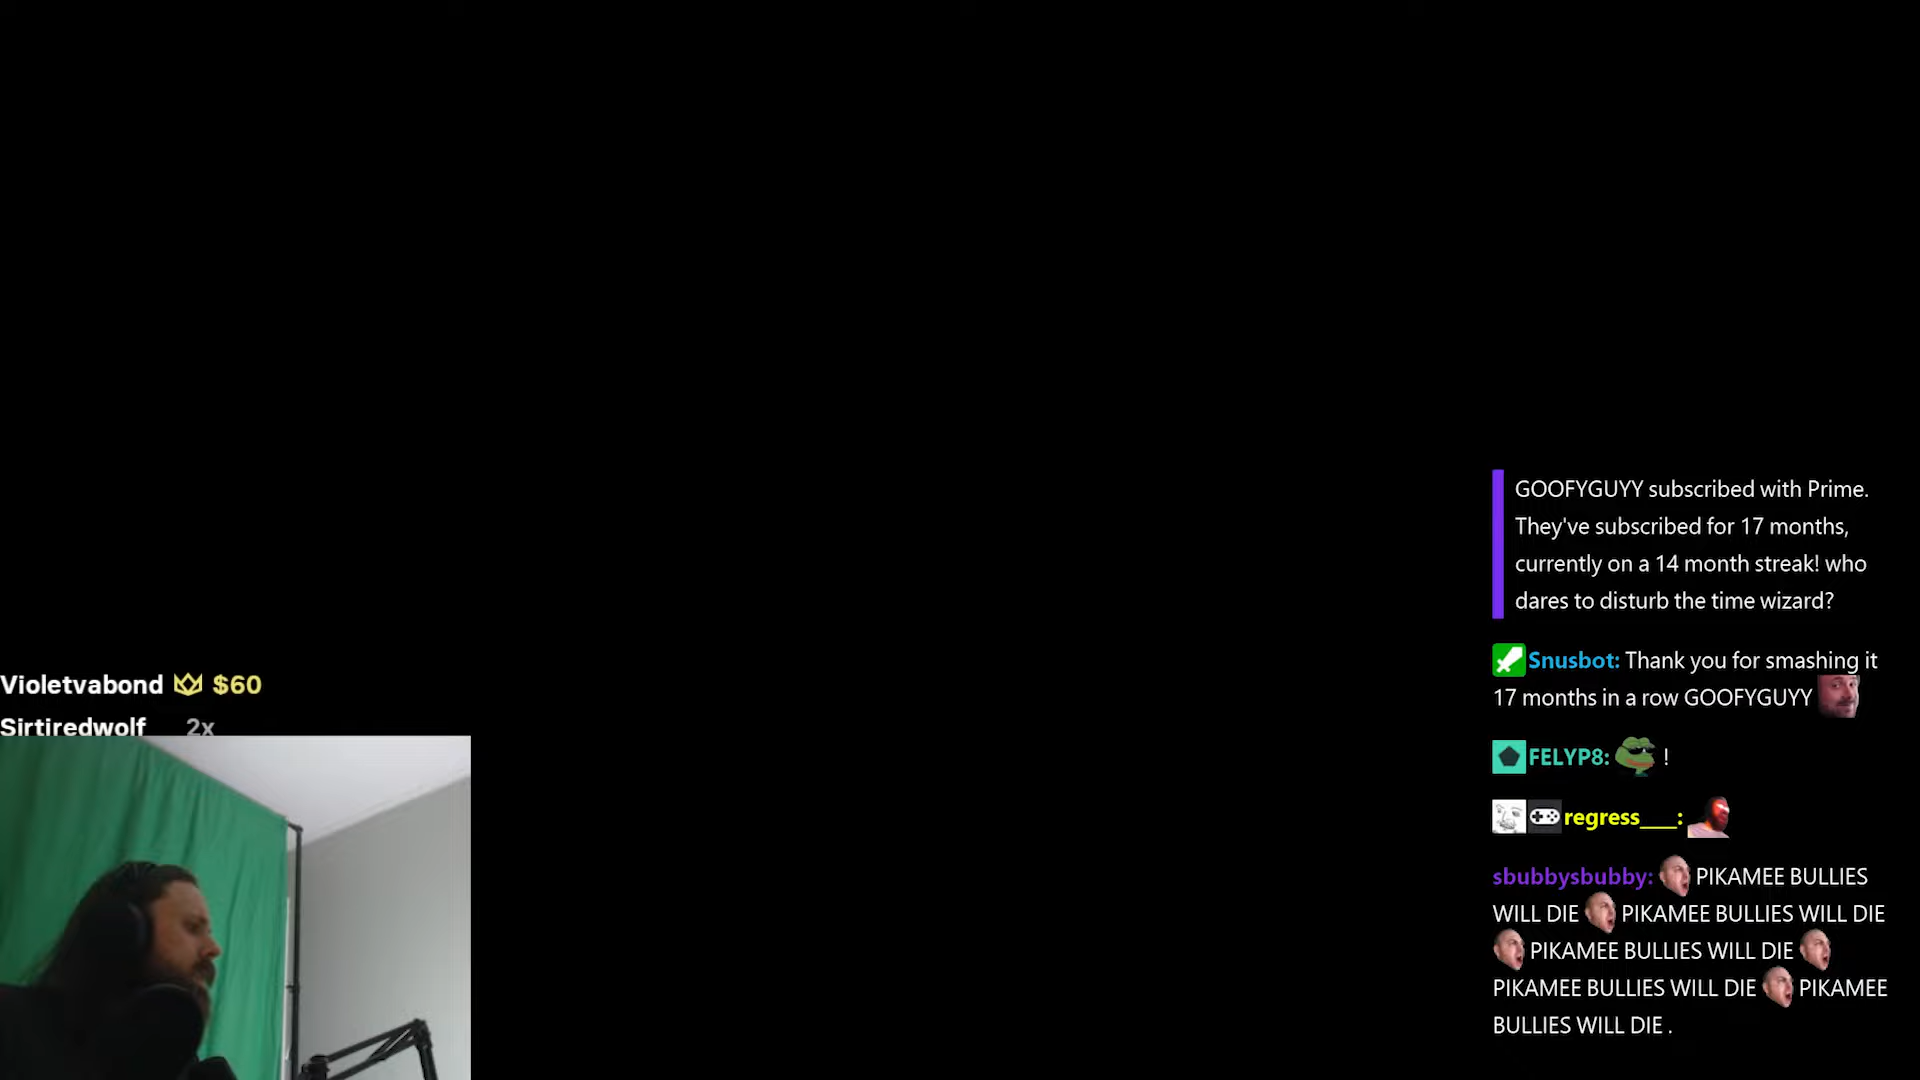 GOOFYGUYY subscribed with Prime.
They've subscribed for 17 months,
currently on a 14 month streak! who
dares to disturb the time wizard?
Violetvabond $60
Sirtiredwolf 2x
Snusbot: Thank you for smashing it
17 months in a row GOOFYGUYY
FELYP8: !
regress___:
sbubbysbubby: PIKAMEE BULLIES
WILL DIE PIKAMEE BULLIES WILL DIE
PIKAMEE BULLIES WILL DIE
PIKAMEE BULLIES WILL DIE PIKAMEE
BULLIES WILL DIE .